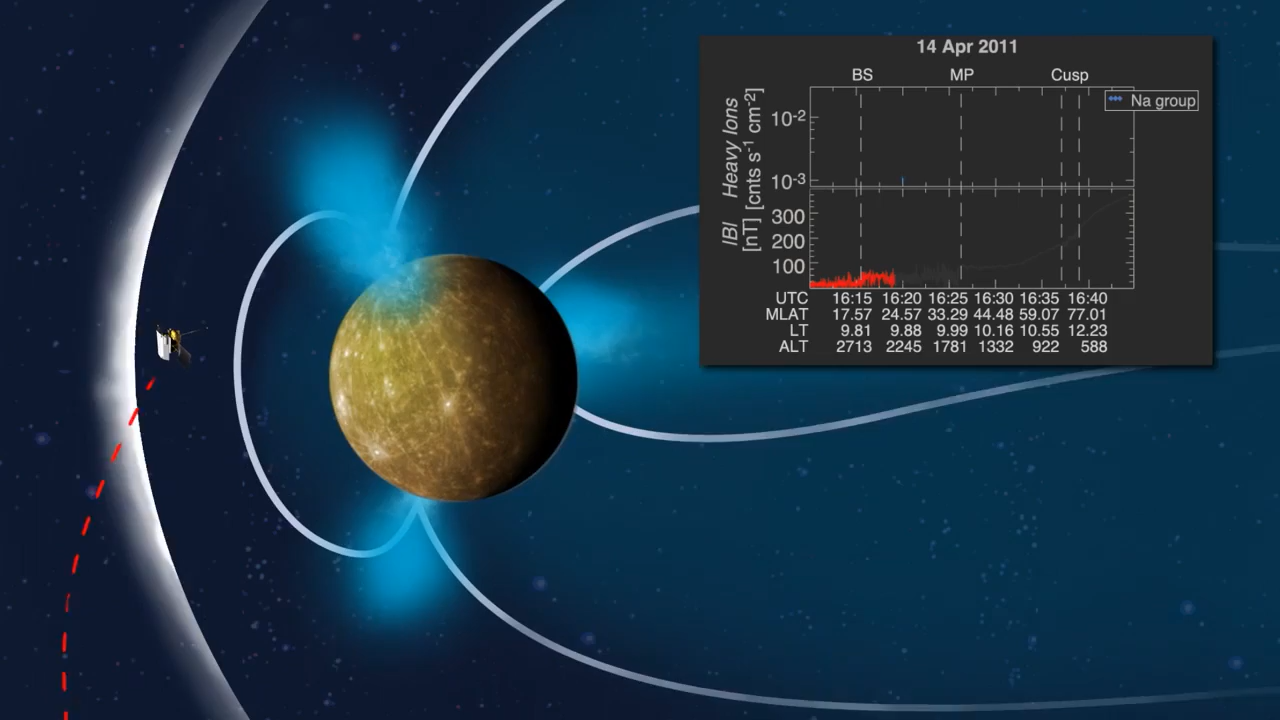 14 Apr 2011
BS MP Cusp
Na group
Heavy Ions
[cnts s⁻¹ cm⁻²]
10⁻²
10⁻³
|B|
[nT]
300
200
100
UTC 16:15 16:20 16:25 16:30 16:35 16:40
MLAT 17.57 24.57 33.29 44.48 59.07 77.01
LT 9.81 9.88 9.99 10.16 10.55 12.23
ALT 2713 2245 1781 1332 922 588